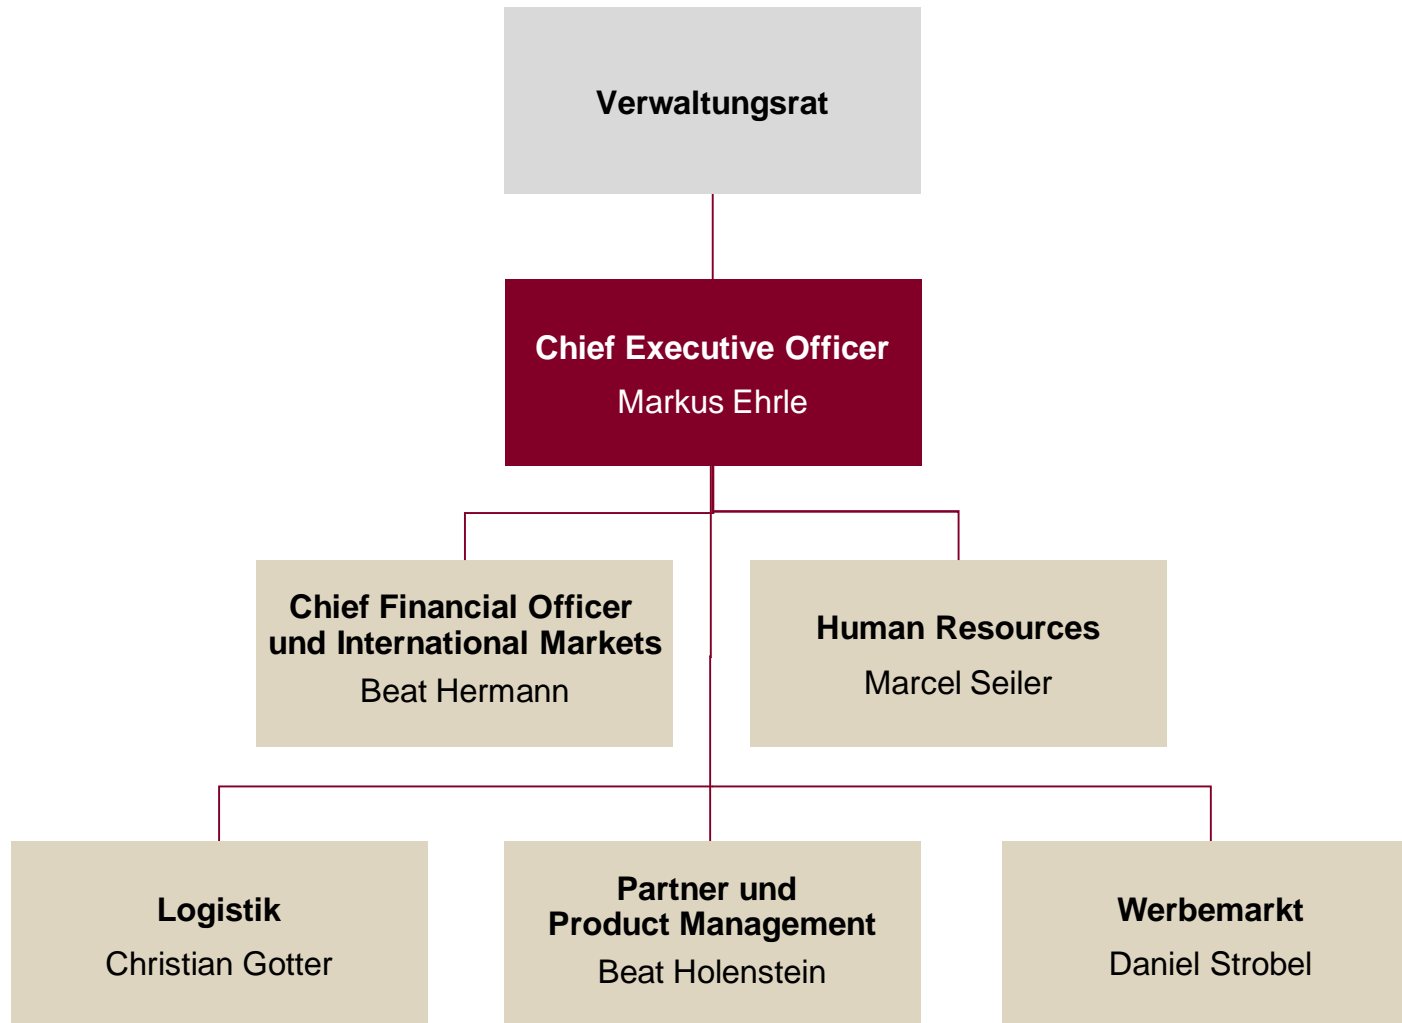 Verwaltungsrat
Chief Executive Officer
Markus Ehrle
Chief Financial Officer
und International Markets
Beat Hermann
Human Resources
Marcel Seiler
Logistik
Christian Gotter
Partner und
Product Management
Beat Holenstein
Werbemarkt
Daniel Strobel